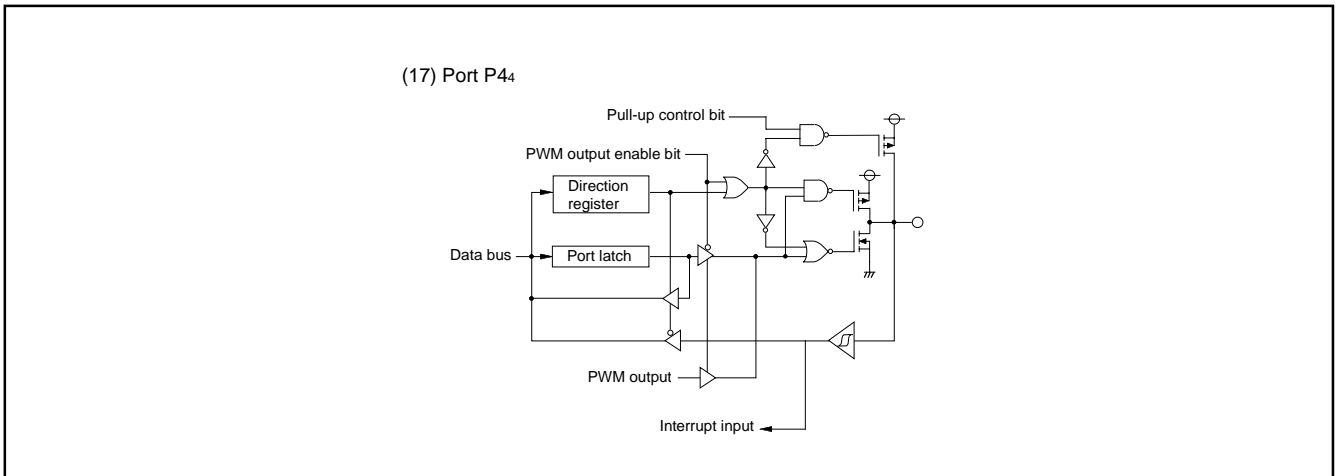 (17) Port P44
Pull-up control bit
PWM output enable bit
Direction
register
Data bus
Port latch
PWM output
Interrupt input